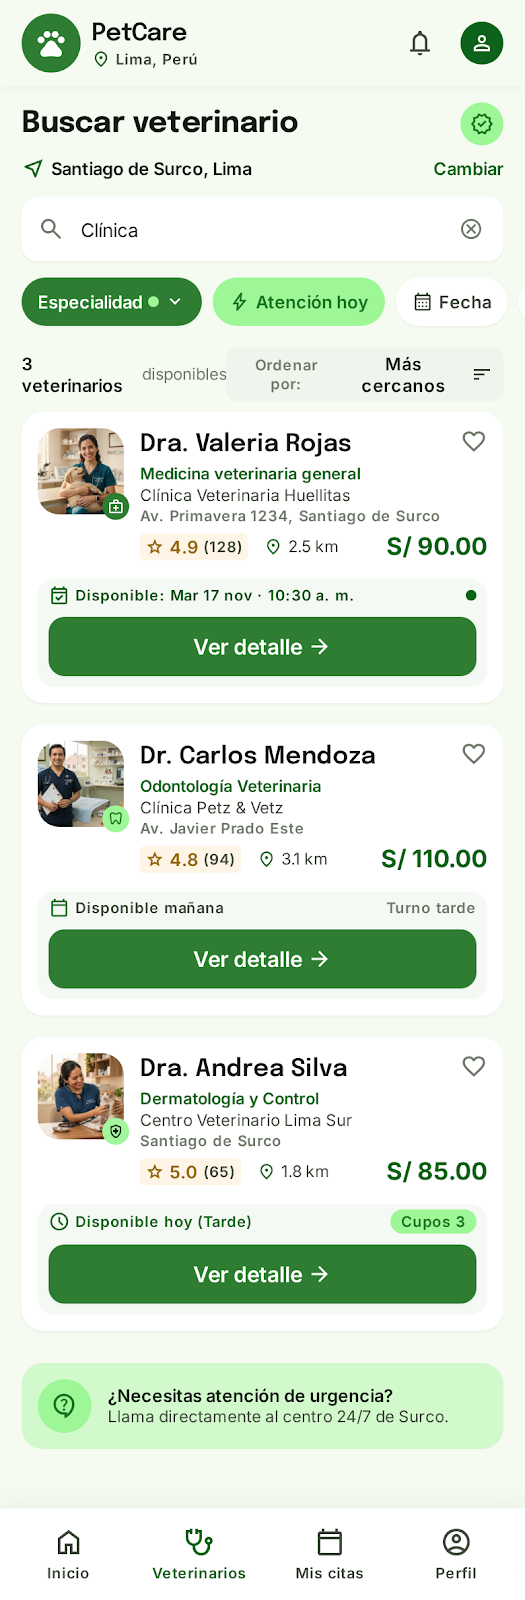 PetCare
Lima, Perú
Buscar veterinario
Santiago de Surco, Lima
Cambiar
Clínica
Especialidad
Atención hoy
Fecha
3
veterinarios
disponibles
Ordenar
por:
Más
cercanos
Dra. Valeria Rojas
Medicina veterinaria general
Clínica Veterinaria Huellitas
Av. Primavera 1234, Santiago de Surco
4.9 (128)
2.5 km
S/ 90.00
Disponible: Mar 17 nov · 10:30 a. m.
Ver detalle →
Dr. Carlos Mendoza
Odontología Veterinaria
Clínica Petz & Vetz
Av. Javier Prado Este
4.8 (94)
3.1 km
S/ 110.00
Disponible mañana
Turno tarde
Ver detalle →
Dra. Andrea Silva
Dermatología y Control
Centro Veterinario Lima Sur
Santiago de Surco
5.0 (65)
1.8 km
S/ 85.00
Disponible hoy (Tarde)
Cupos 3
Ver detalle →
¿Necesitas atención de urgencia?
Llama directamente al centro 24/7 de Surco.
Inicio
Veterinarios
Mis citas
Perfil